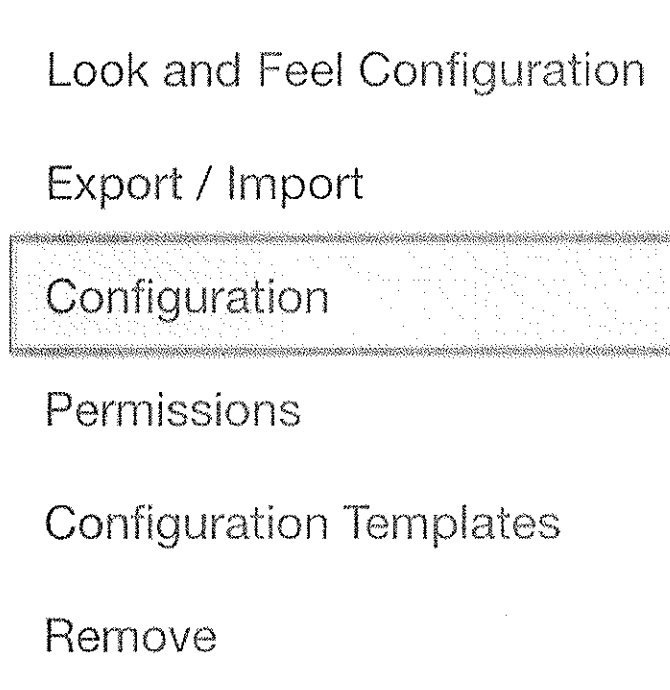 Look and Feel Configuration
Export / Import
Configuration
Permissions
Configuration Templates
Remove